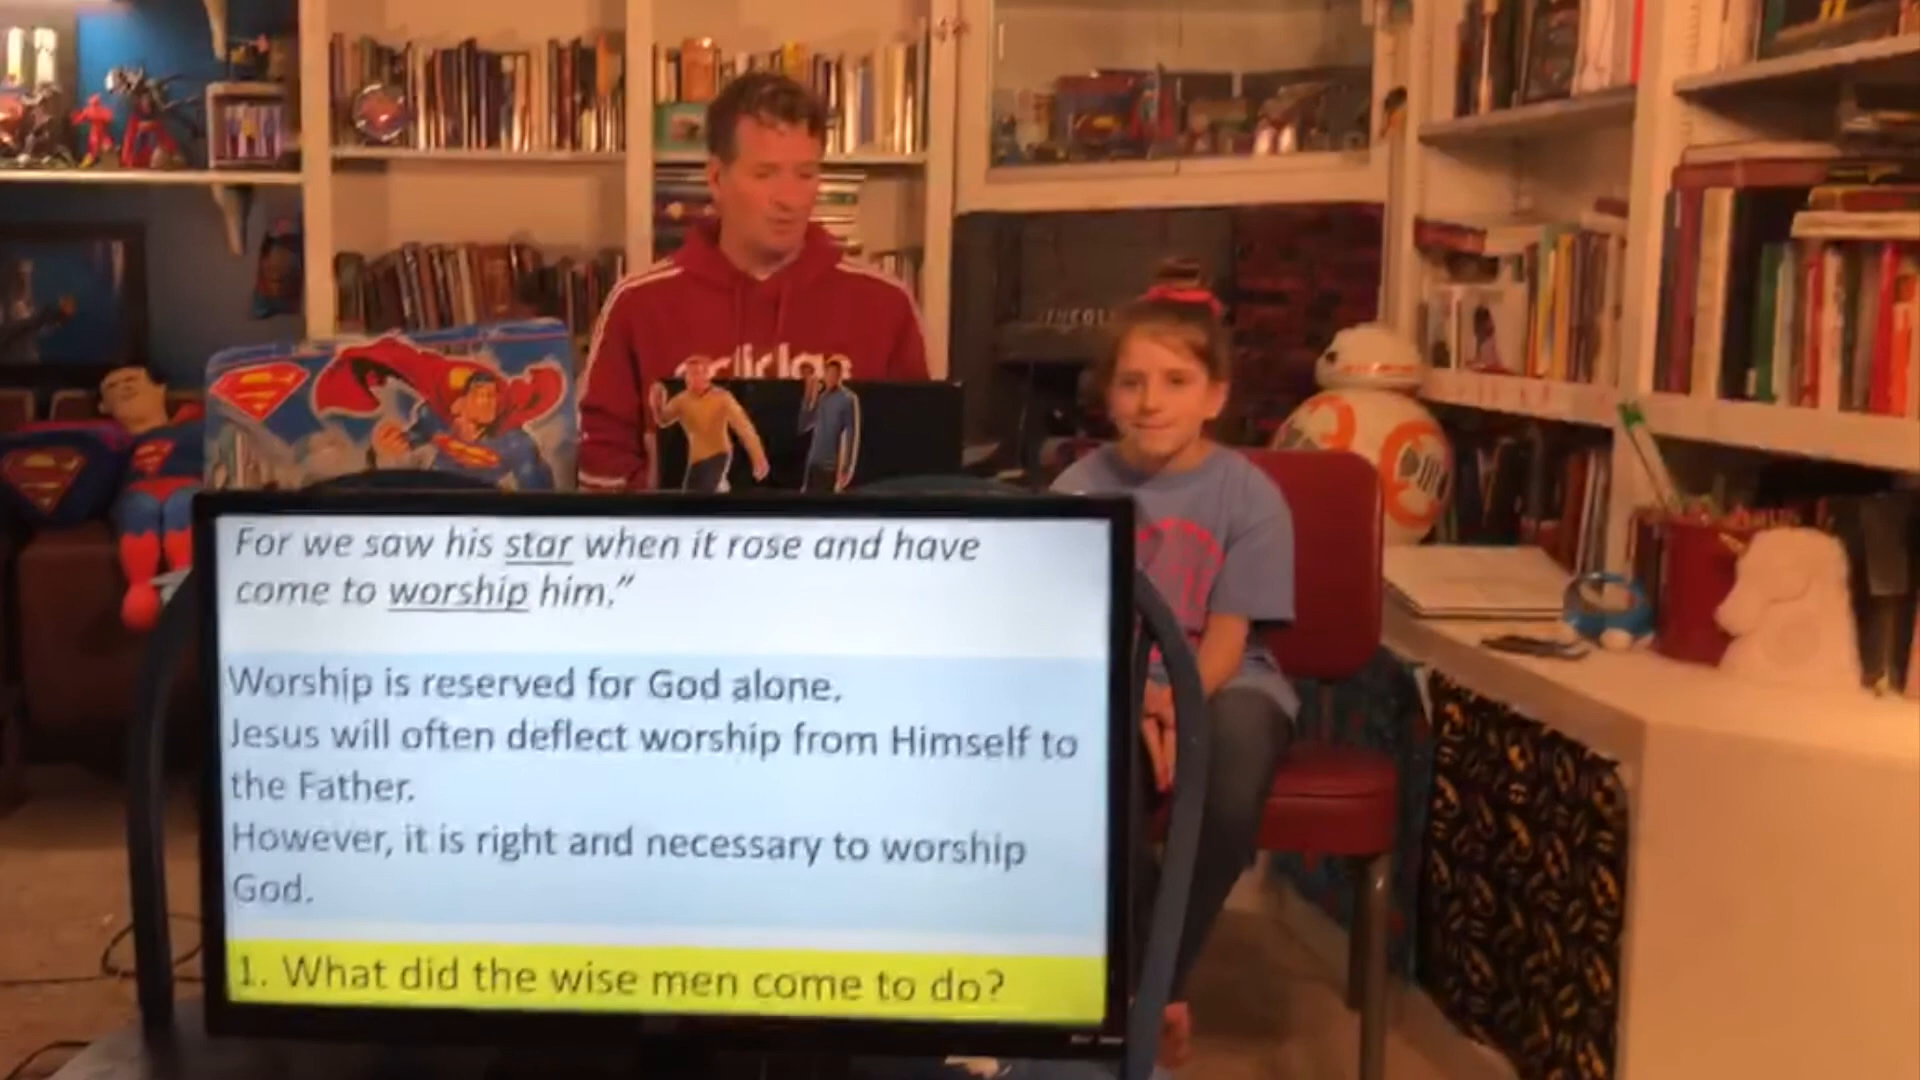 adidas
For we saw his star when it rose and have
come to worship him.”
Worship is reserved for God alone.
Jesus will often deflect worship from Himself to
the Father.
However, it is right and necessary to worship
God.
1. What did the wise men come to do?